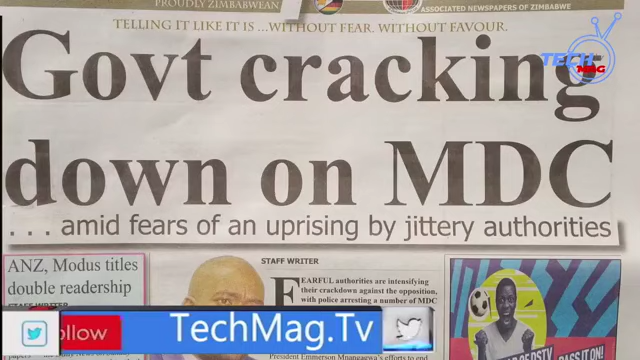 PROUDLY ZIMBABWEAN
ASSOCIATED NEWSPAPERS OF ZIMBABWE
TELLING IT LIKE IT IS ...WITHOUT FEAR. WITHOUT FAVOUR.
TECH
MAG
Govt cracking
down on MDC
. . . amid fears of an uprising by jittery authorities
ANZ, Modus titles
double readership
STAFF WRITER
STAFF WRITER
FEARFUL authorities are intensifying
their crackdown against the opposition,
with police arresting a number of MDC
follow
TechMag.Tv
President Emmerson Mnangagwa's efforts to end